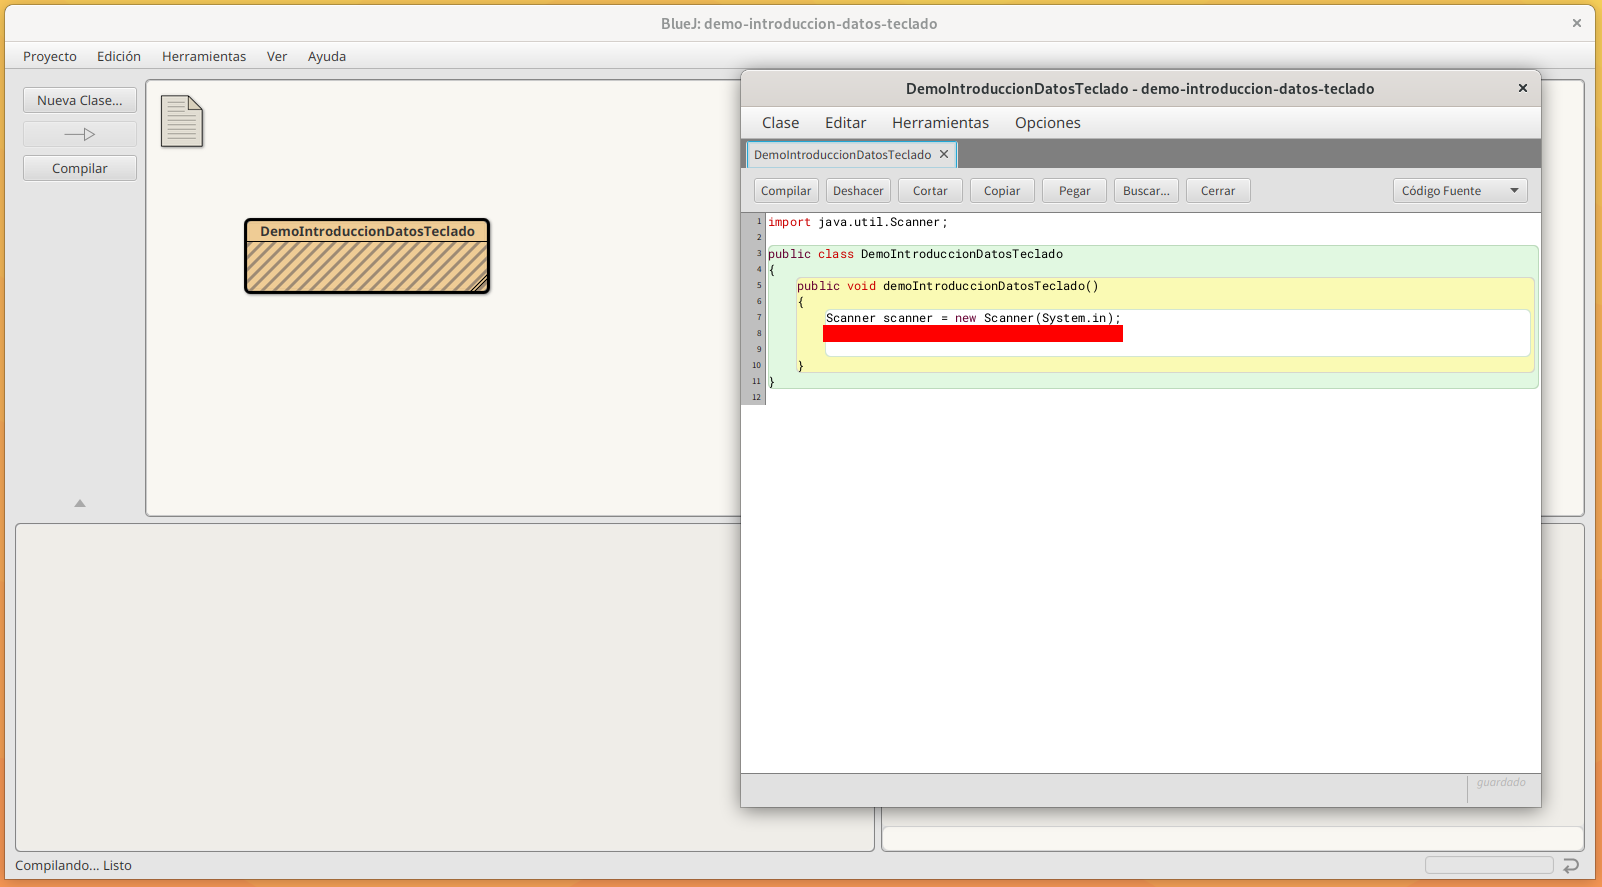 BlueJ: demo-introduccion-datos-teclado
Proyecto Edición Herramientas Ver Ayuda
Nueva Clase...
Compilar
DemoIntroduccionDatosTeclado
DemoIntroduccionDatosTeclado - demo-introduccion-datos-teclado
Clase Editar Herramientas Opciones
DemoIntroduccionDatosTeclado
Compilar Deshacer Cortar Copiar Pegar Buscar... Cerrar Código Fuente
1 import java.util.Scanner;
2
3 public class DemoIntroduccionDatosTeclado
4 {
5 public void demoIntroduccionDatosTeclado()
6 {
7 Scanner scanner = new Scanner(System.in);
8
9
10 }
11 }
12
guardado
Compilando... Listo